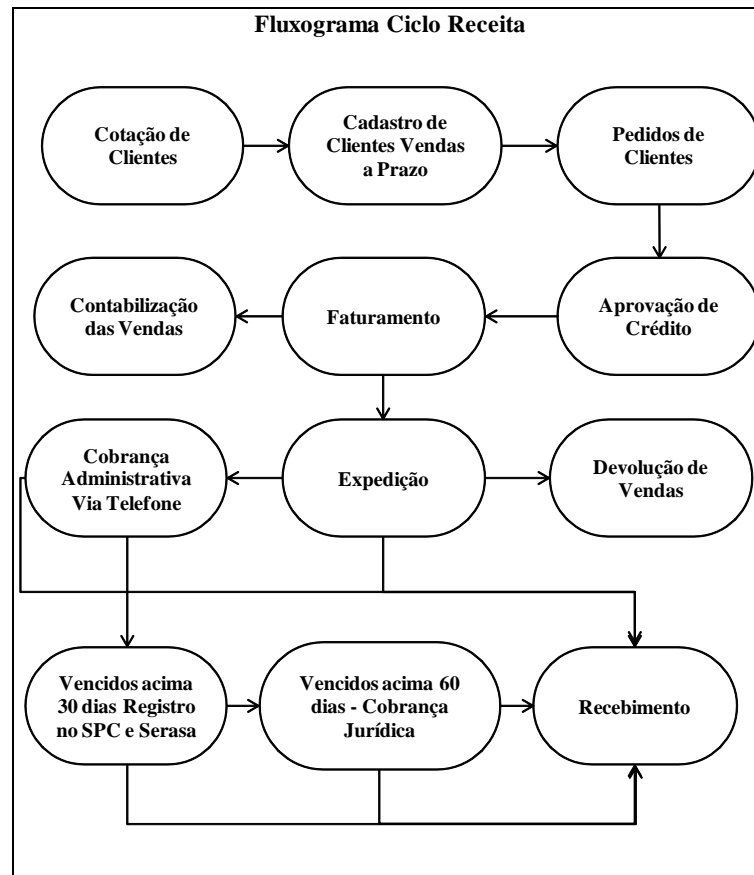 Fluxograma Ciclo Receita
Cotação de
Clientes
Cadastro de
Clientes Vendas
a Prazo
Pedidos de
Clientes
Contabilização
das Vendas
Faturamento
Aprovação de
Crédito
Cobrança
Administrativa
Via Telefone
Expedição
Devolução de
Vendas
Vencidos acima
30 dias Registro
no SPC e Serasa
Vencidos acima 60
dias - Cobrança
Jurídica
Recebimento